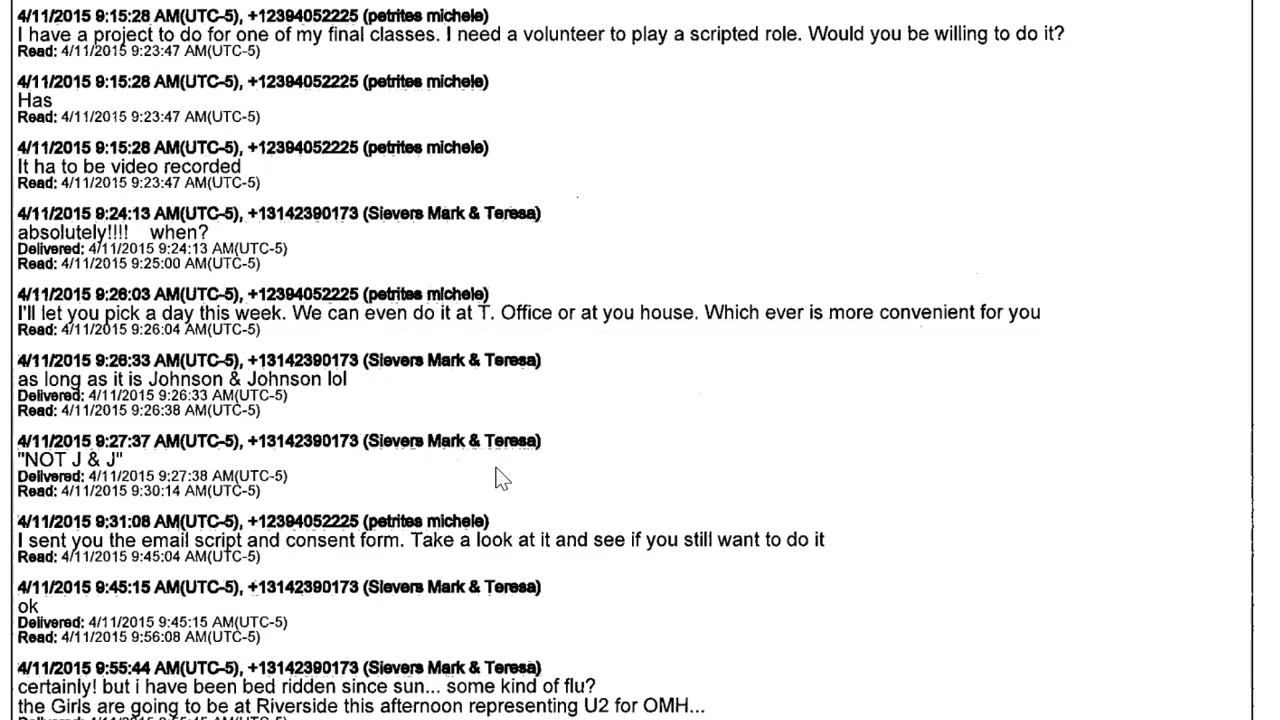 4/11/2015 9:15:28 AM(UTC-5), +12394052225 (petrites michele)
I have a project to do for one of my final classes. I need a volunteer to play a scripted role. Would you be willing to do it?
Read: 4/11/2015 9:23:47 AM(UTC-5)
4/11/2015 9:15:28 AM(UTC-5), +12394052225 (petrites michele)
Has
Read: 4/11/2015 9:23:47 AM(UTC-5)
4/11/2015 9:15:28 AM(UTC-5), +12394052225 (petrites michele)
It ha to be video recorded
Read: 4/11/2015 9:23:47 AM(UTC-5)
4/11/2015 9:24:13 AM(UTC-5), +13142390173 (Sievers Mark & Teresa)
absolutely!!!! when?
Delivered: 4/11/2015 9:24:13 AM(UTC-5)
Read: 4/11/2015 9:25:00 AM(UTC-5)
4/11/2015 9:26:03 AM(UTC-5), +12394052225 (petrites michele)
I'll let you pick a day this week. We can even do it at T. Office or at you house. Which ever is more convenient for you
Read: 4/11/2015 9:26:04 AM(UTC-5)
4/11/2015 9:26:33 AM(UTC-5), +13142390173 (Sievers Mark & Teresa)
as long as it is Johnson & Johnson lol
Delivered: 4/11/2015 9:26:33 AM(UTC-5)
Read: 4/11/2015 9:26:38 AM(UTC-5)
4/11/2015 9:27:37 AM(UTC-5), +13142390173 (Sievers Mark & Teresa)
"NOT J & J"
Delivered: 4/11/2015 9:27:38 AM(UTC-5)
Read: 4/11/2015 9:30:14 AM(UTC-5)
4/11/2015 9:31:08 AM(UTC-5), +12394052225 (petrites michele)
I sent you the email script and consent form. Take a look at it and see if you still want to do it
Read: 4/11/2015 9:45:04 AM(UTC-5)
4/11/2015 9:45:15 AM(UTC-5), +13142390173 (Sievers Mark & Teresa)
ok
Delivered: 4/11/2015 9:45:15 AM(UTC-5)
Read: 4/11/2015 9:56:08 AM(UTC-5)
4/11/2015 9:55:44 AM(UTC-5), +13142390173 (Sievers Mark & Teresa)
certainly! but i have been bed ridden since sun... some kind of flu?
the Girls are going to be at Riverside this afternoon representing U2 for OMH...